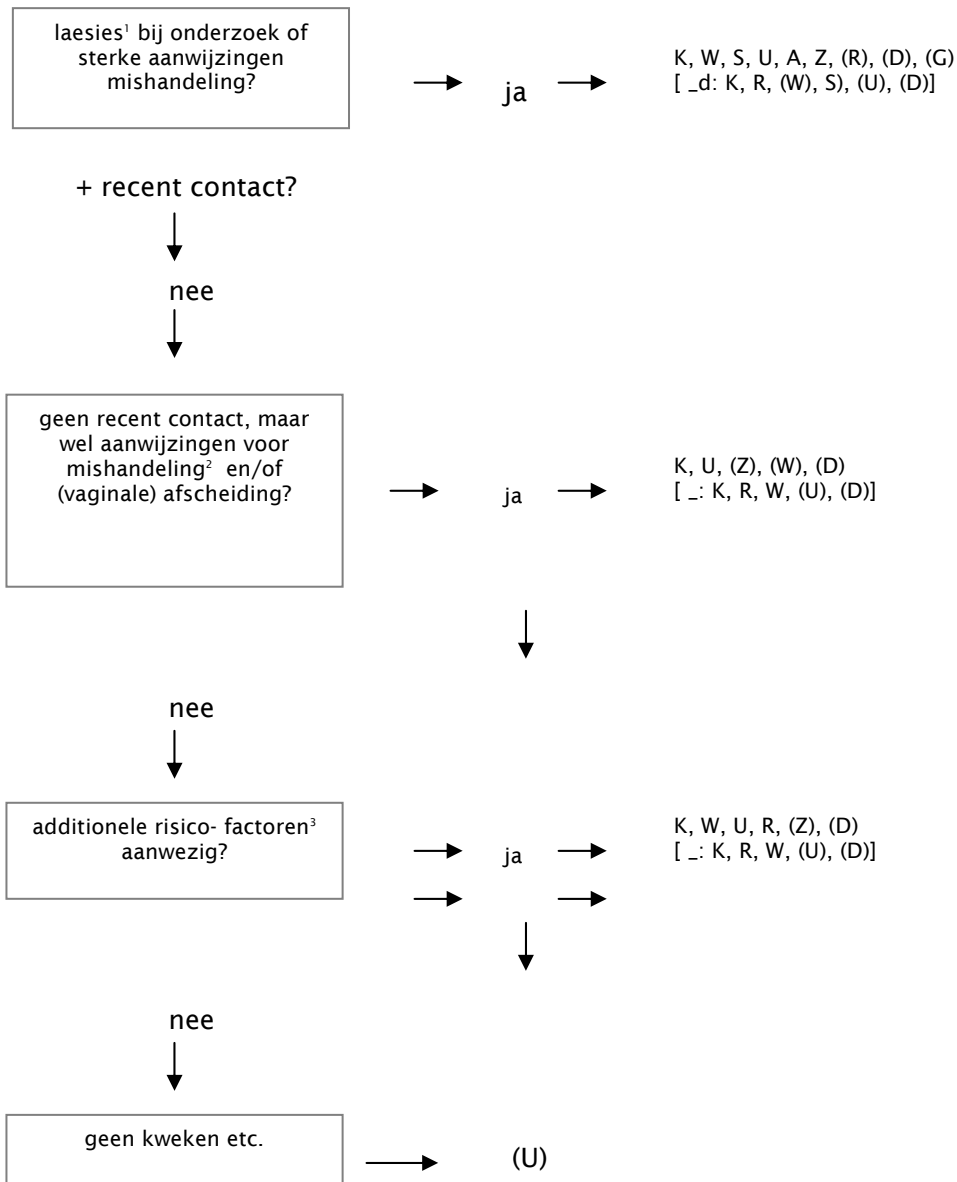 laesies¹ bij onderzoek of
sterke aanwijzingen
mishandeling?
ja
K, W, S, U, A, Z, (R), (D), (G)
[ _d: K, R, (W), S), (U), (D)]
+ recent contact?
nee
geen recent contact, maar
wel aanwijzingen voor
mishandeling² en/of
(vaginale) afscheiding?
ja
K, U, (Z), (W), (D)
[ _: K, R, W, (U), (D)]
nee
additionele risico- factoren³
aanwezig?
ja
K, W, U, R, (Z), (D)
[ _: K, R, W, (U), (D)]
nee
geen kweken etc.
(U)